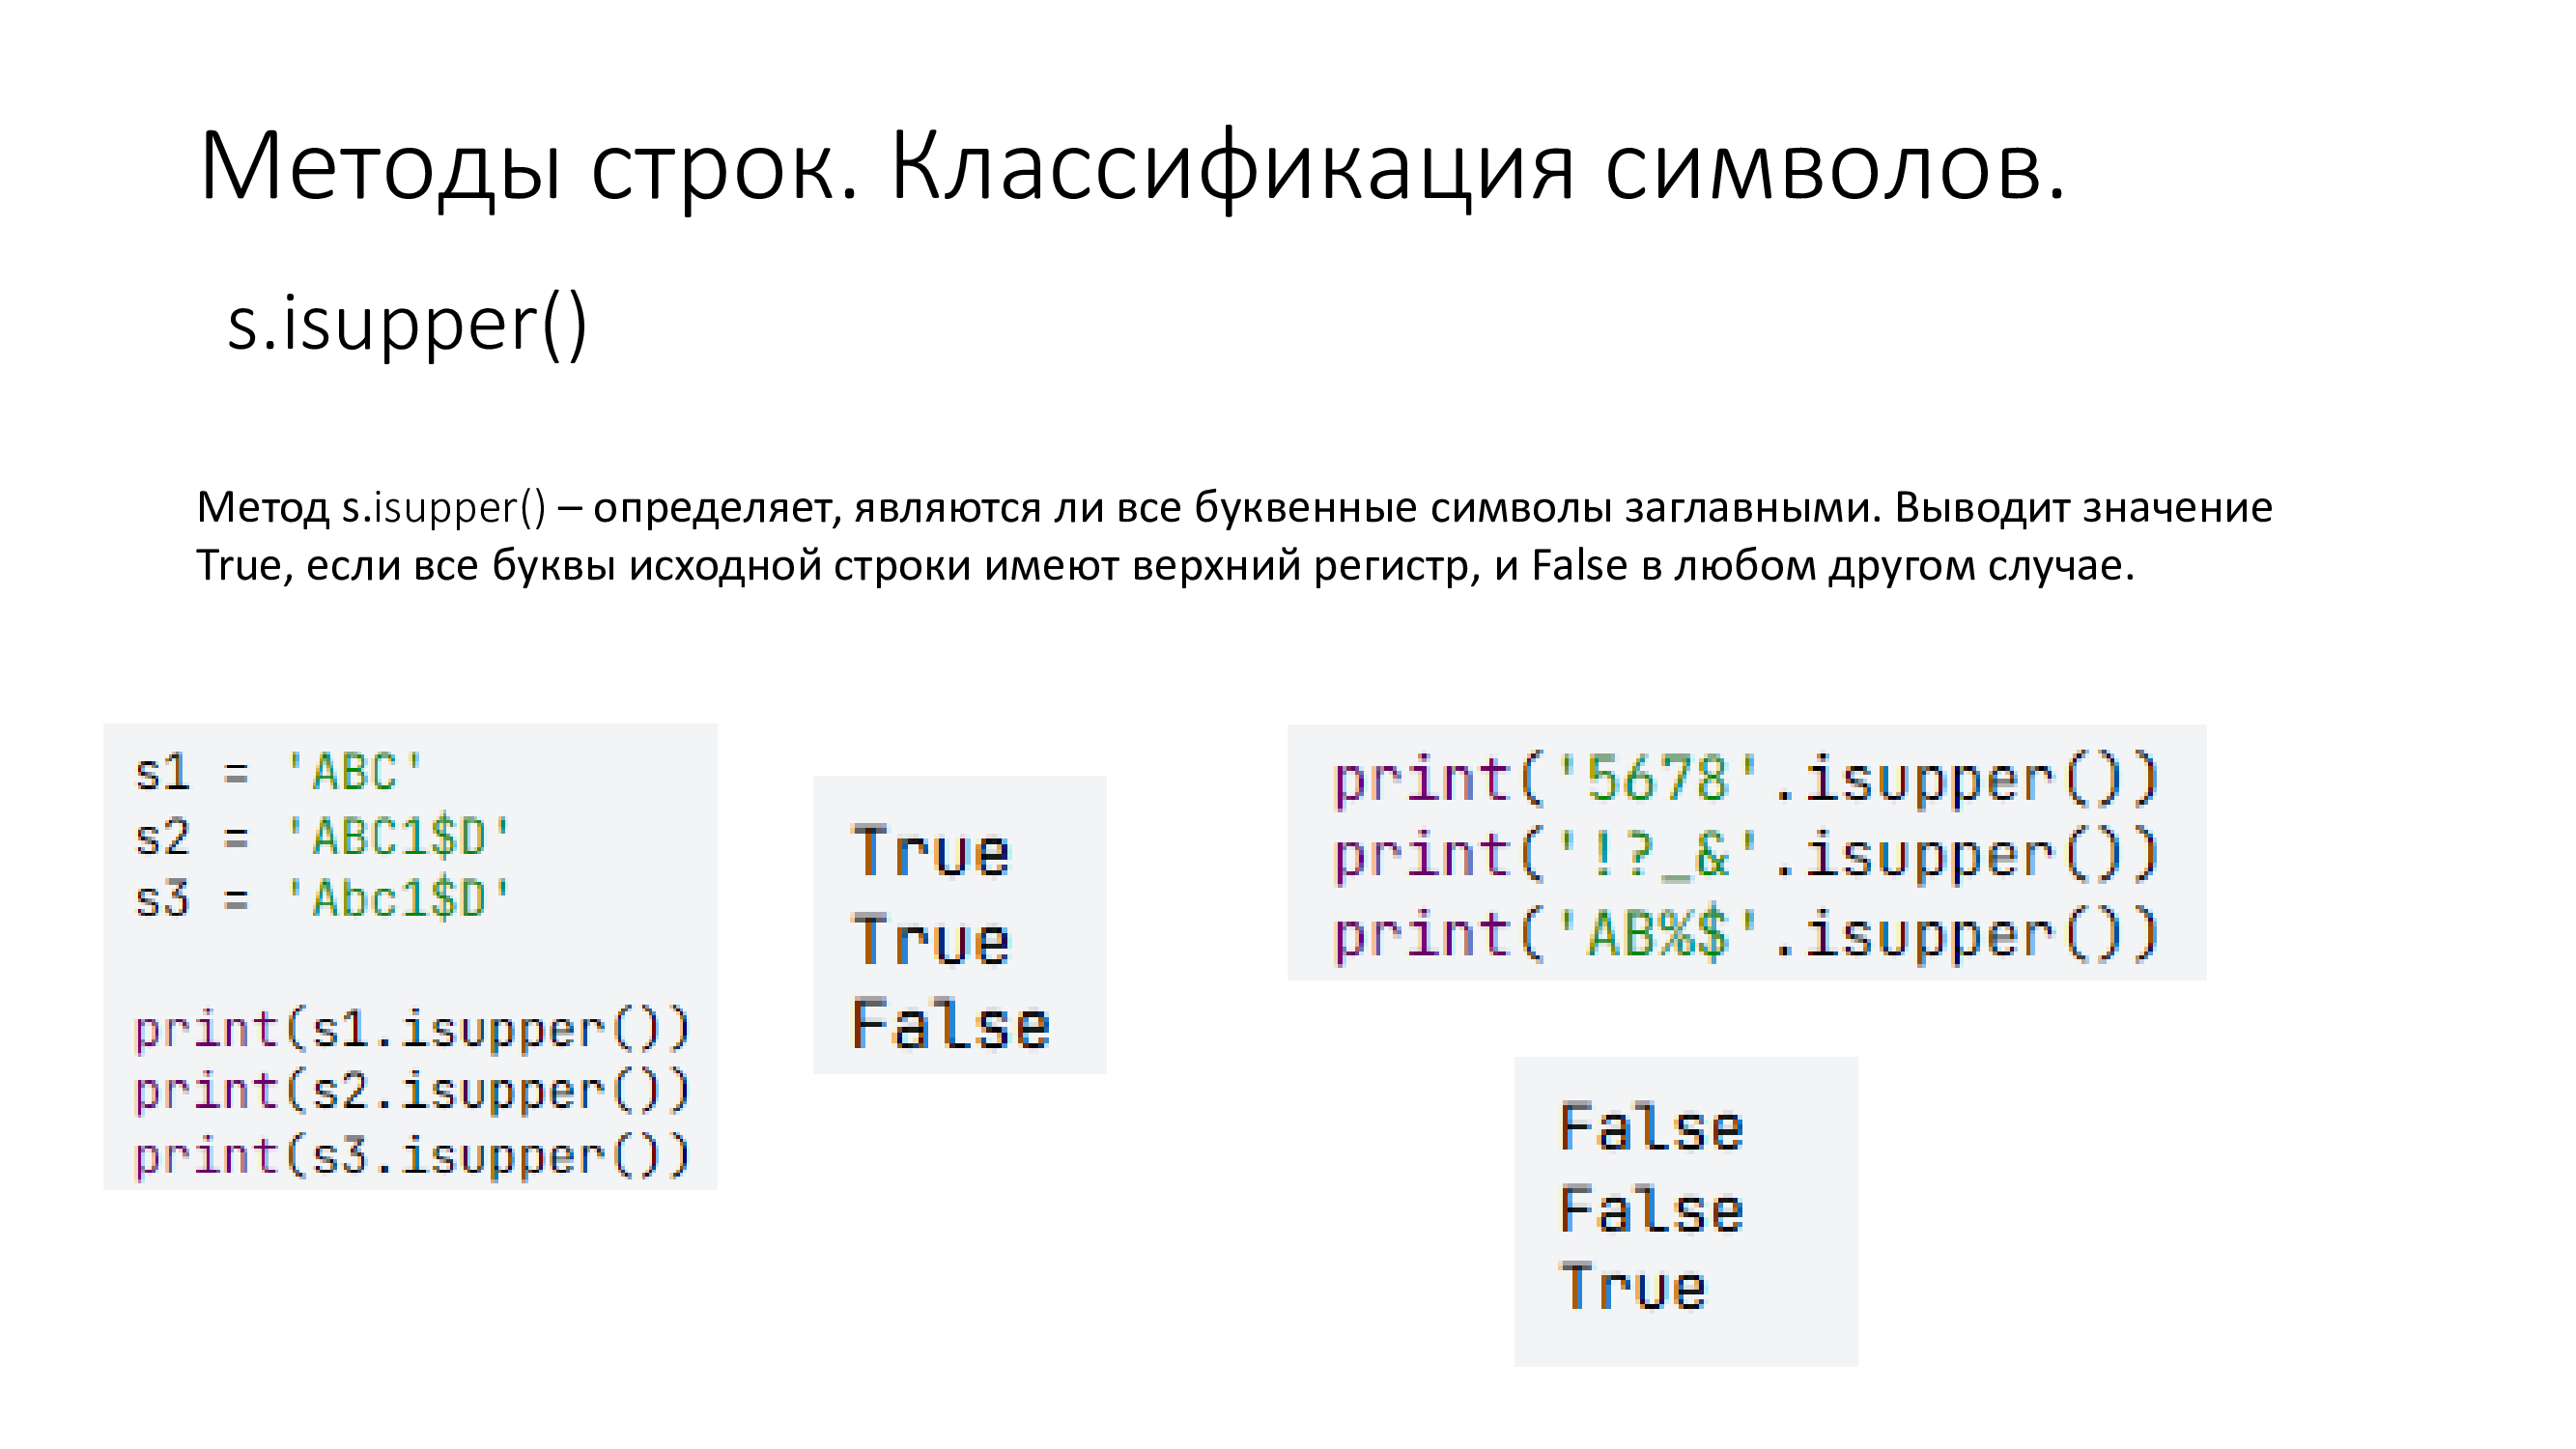 Методы строк. Классификация символов.
s.isupper()
Метод s.isupper() – определяет, являются ли все буквенные символы заглавными. Выводит значение
True, если все буквы исходной строки имеют верхний регистр, и False в любом другом случае.
s1 = 'ABC'
s2 = 'ABC1$D'
s3 = 'Abc1$D'
print(s1.isupper())
print(s2.isupper())
print(s3.isupper())
True
True
False
print('5678'.isupper())
print('!?_&'.isupper())
print('AB%$'.isupper())
False
False
True